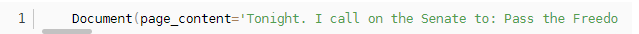 1 Document(page_content='Tonight. I call on the Senate to: Pass the Freedo